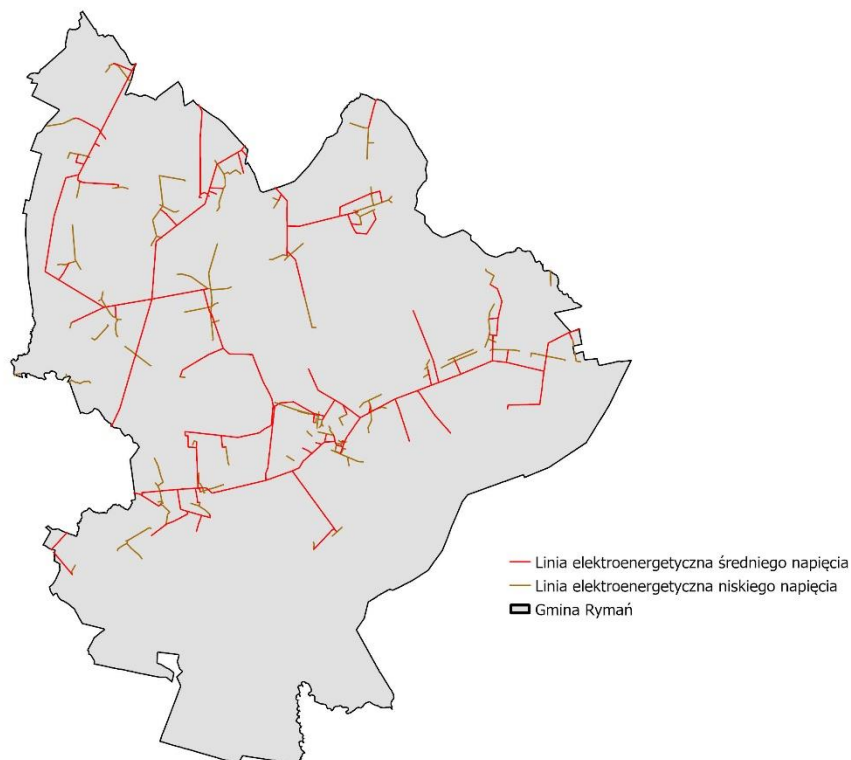 Linia elektroenergetyczna średniego napięcia
Linia elektroenergetyczna niskiego napięcia
Gmina Rymań